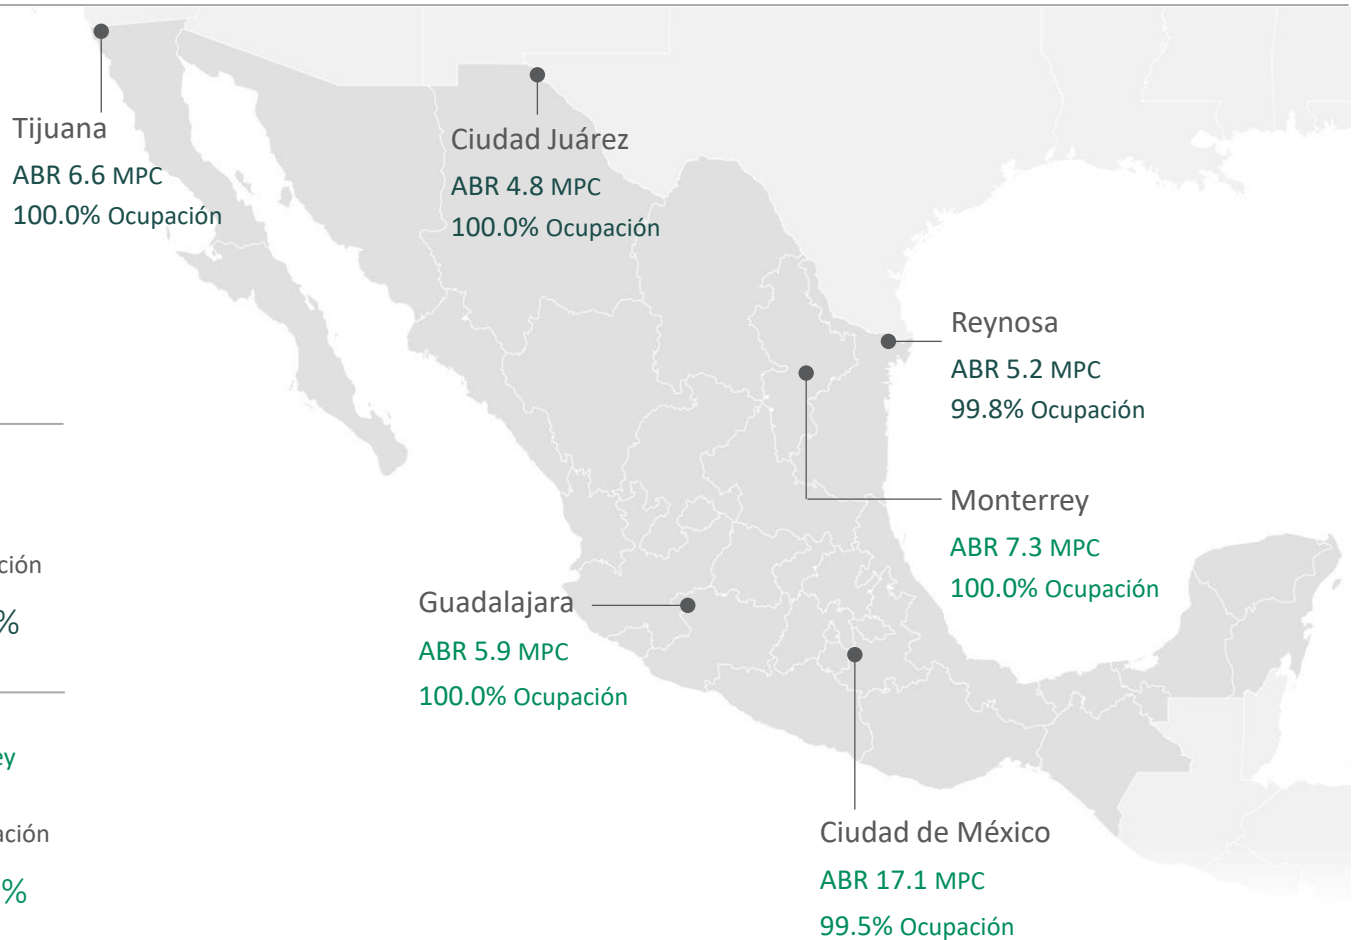 Tijuana
ABR 6.6 MPC
100.0% Ocupación
Ciudad Juárez
ABR 4.8 MPC
100.0% Ocupación
Reynosa
ABR 5.2 MPC
99.8% Ocupación
Monterrey
ABR 7.3 MPC
100.0% Ocupación
Guadalajara
ABR 5.9 MPC
100.0% Ocupación
Ciudad de México
ABR 17.1 MPC
99.5% Ocupación
%
%